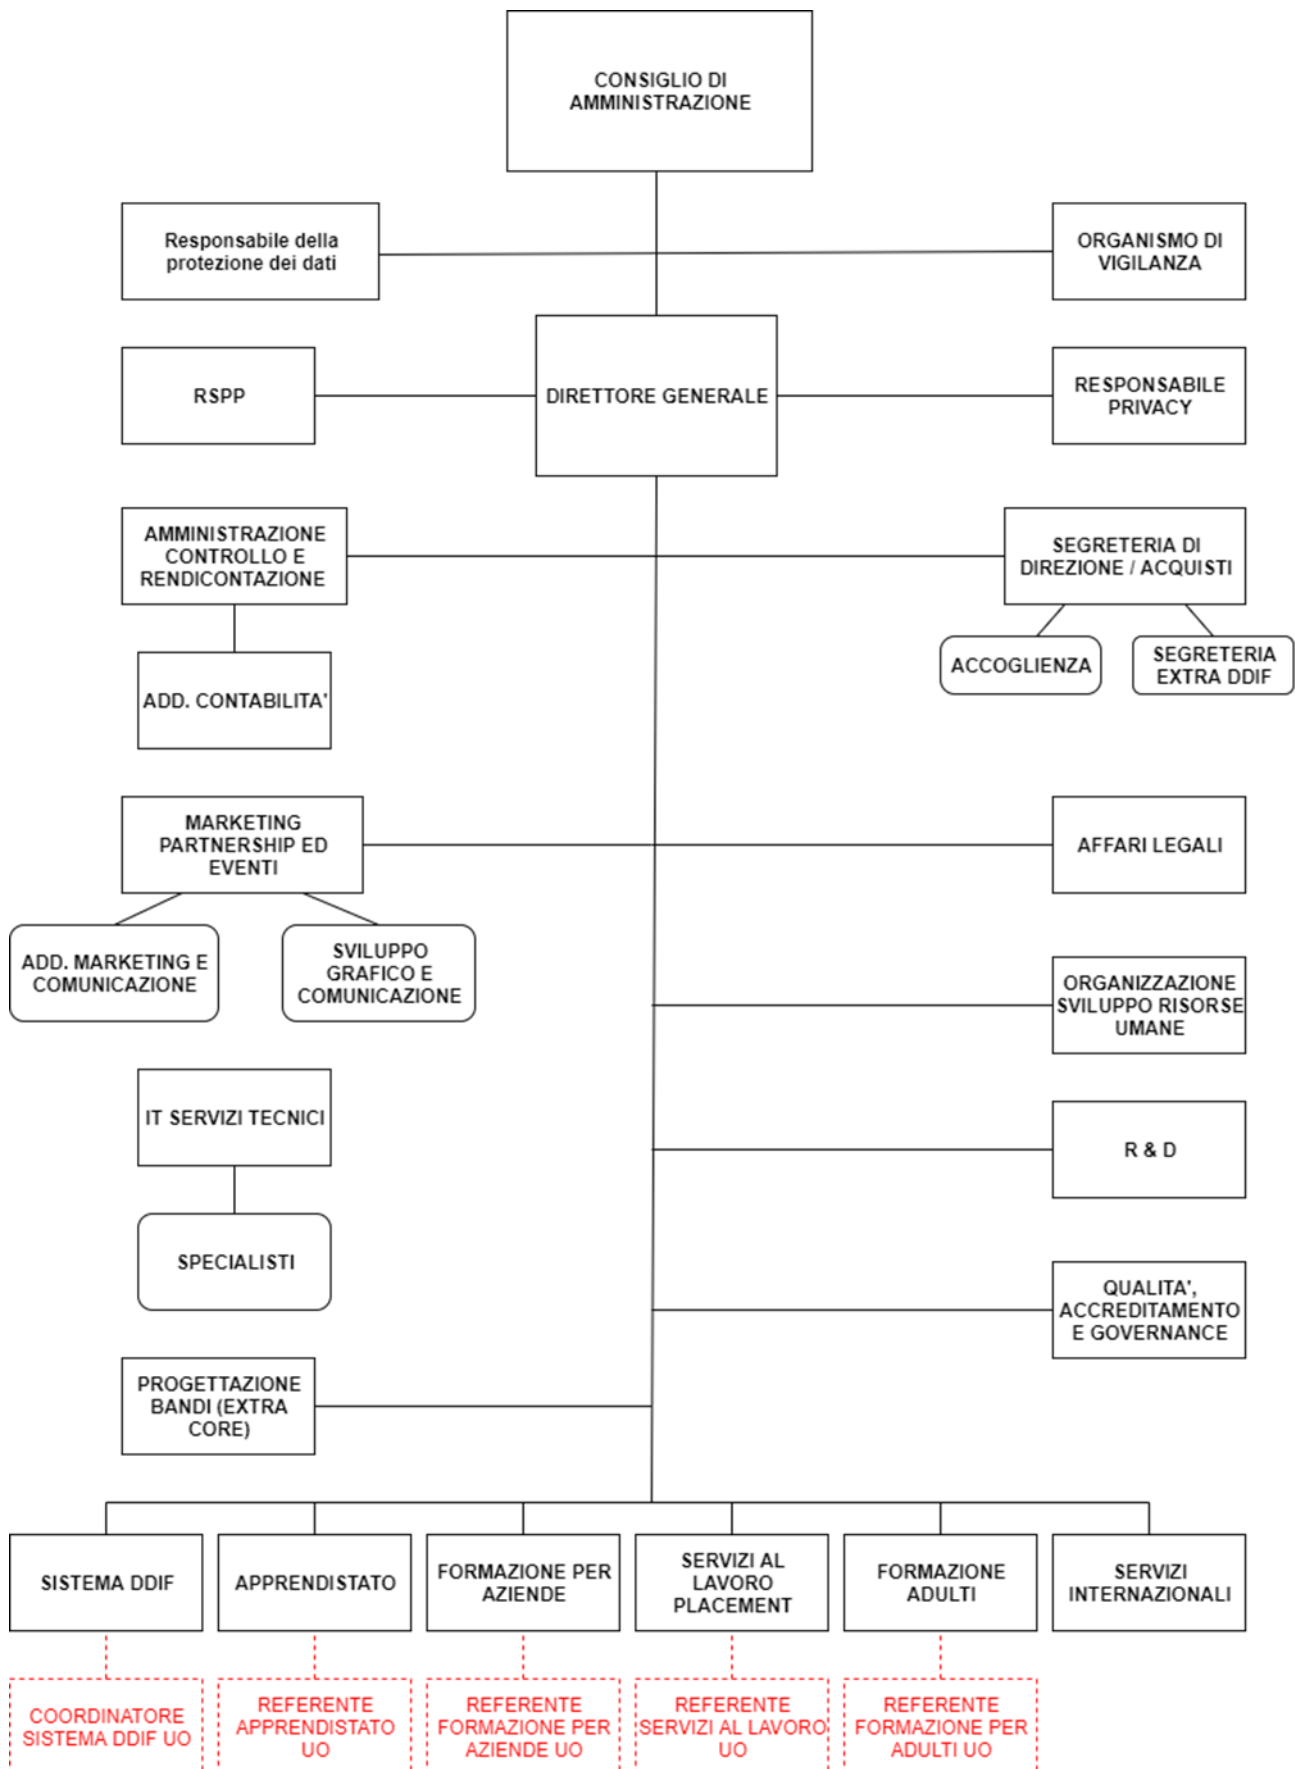 CONSIGLIO DI
AMMINISTRAZIONE
Responsabile della
protezione dei dati
ORGANISMO DI
VIGILANZA
RSPP
DIRETTORE GENERALE
RESPONSABILE
PRIVACY
AMMINISTRAZIONE
CONTROLLO E
RENDICONTAZIONE
SEGRETERIA DI
DIREZIONE / ACQUISTI
ACCOGLIENZA
SEGRETERIA
EXTRA DDIF
ADD. CONTABILITA'
MARKETING
PARTNERSHIP ED
EVENTI
AFFARI LEGALI
ADD. MARKETING E
COMUNICAZIONE
SVILUPPO
GRAFICO E
COMUNICAZIONE
ORGANIZZAZIONE
SVILUPPO RISORSE
UMANE
IT SERVIZI TECNICI
R & D
SPECIALISTI
QUALITA',
ACCREDITAMENTO
E GOVERNANCE
PROGETTAZIONE
BANDI (EXTRA
CORE)
SISTEMA DDIF
APPRENDISTATO
FORMAZIONE PER
AZIENDE
SERVIZI AL
LAVORO
PLACEMENT
FORMAZIONE
ADULTI
SERVIZI
INTERNAZIONALI
COORDINATORE
SISTEMA DDIF UO
REFERENTE
APPRENDISTATO
UO
REFERENTE
FORMAZIONE PER
AZIENDE UO
REFERENTE
SERVIZI AL LAVORO
UO
REFERENTE
FORMAZIONE PER
ADULTI UO